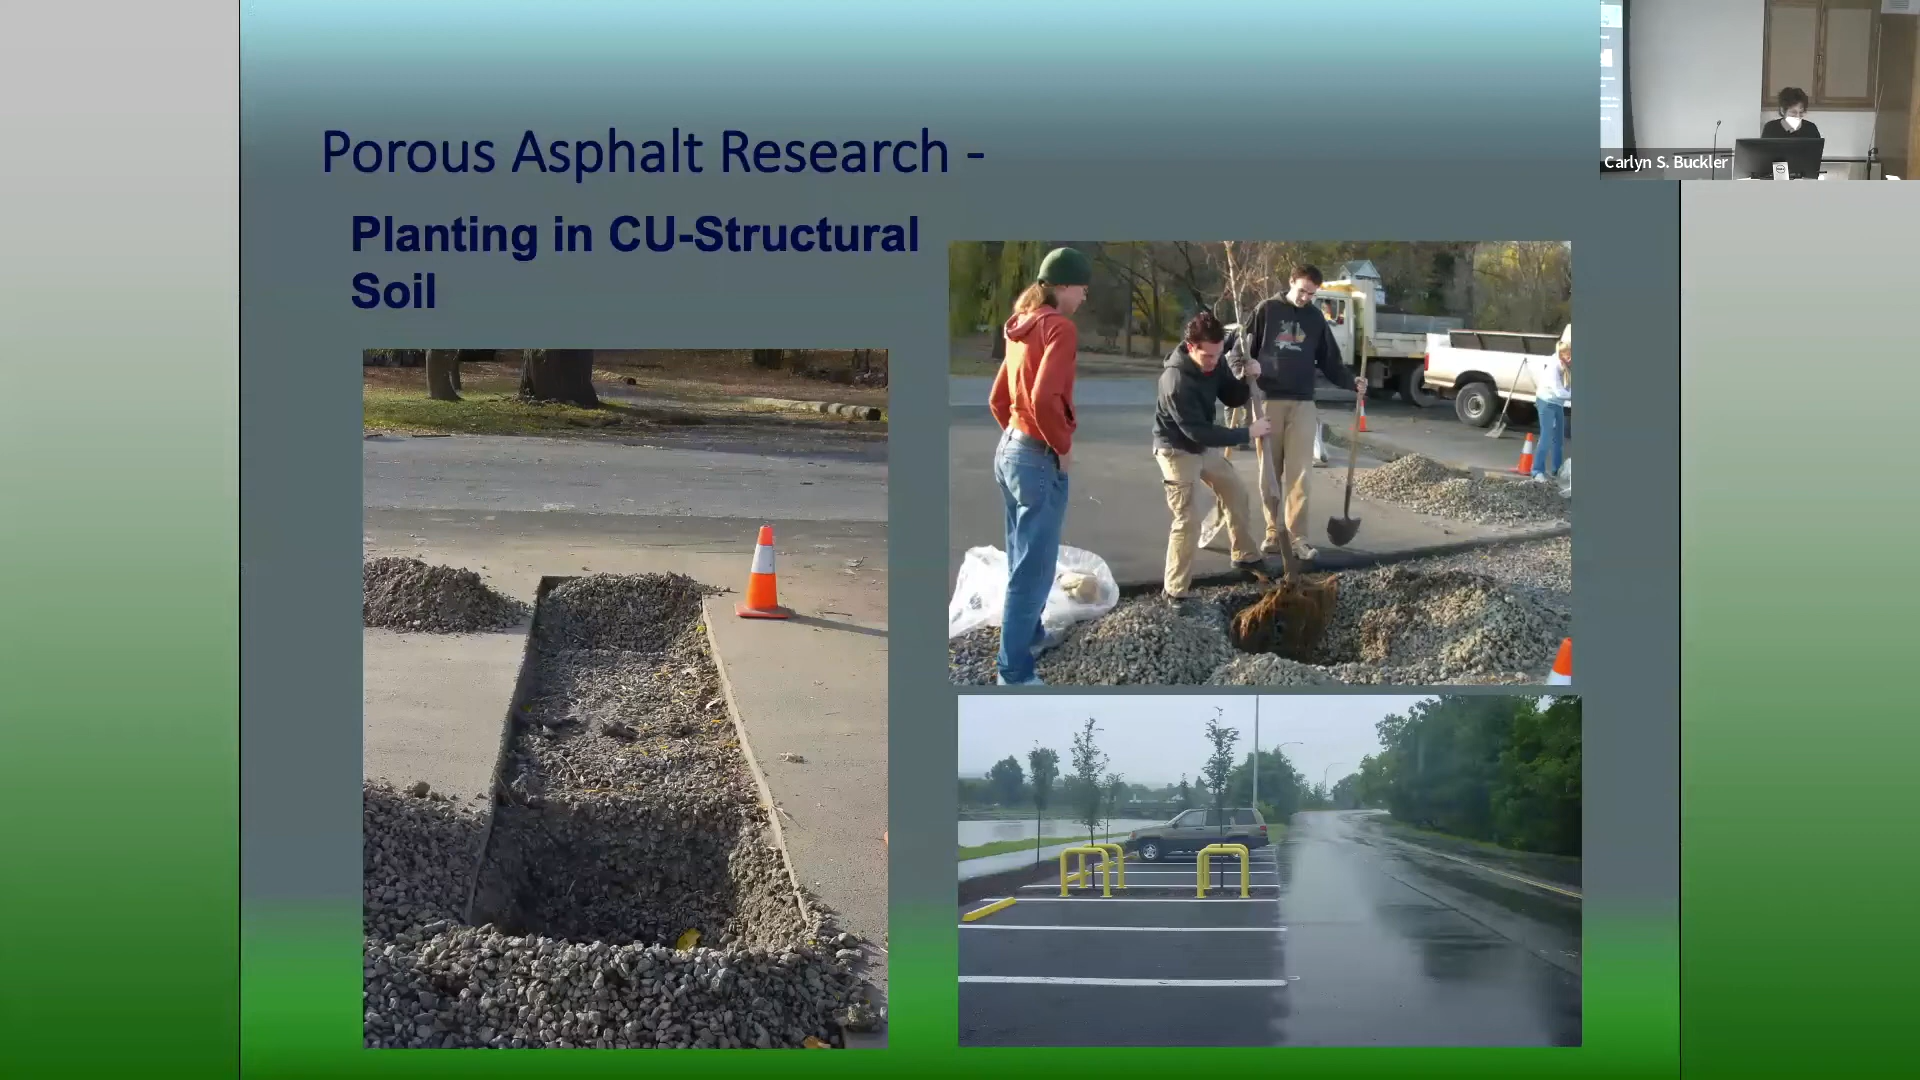 Porous Asphalt Research -
Planting in CU-Structural
Soil
Carlyn S. Buckler